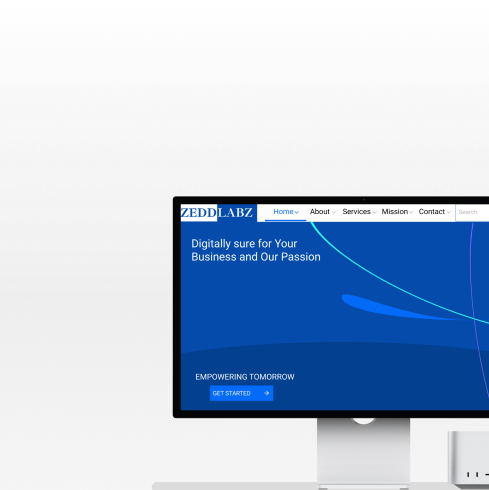 ZEDDLABZ
Home
About
Services
Mission
Contact
Search
Digitally sure for Your
Business and Our Passion
EMPOWERING TOMORROW
GET STARTED →